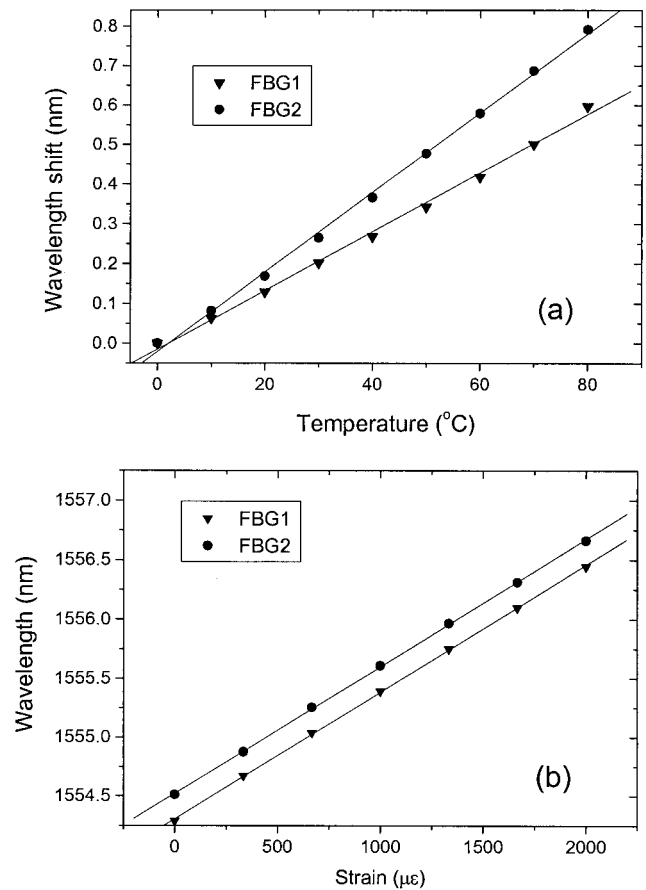 0.8
0.7
0.6
0.5
0.4
0.3
0.2
0.1
0.0
Wavelength shift (nm)
FBG1
FBG2
(a)
0 20 40 60 80
Temperature (°C)
1557.0
1556.5
1556.0
1555.5
1555.0
1554.5
Wavelength (nm)
FBG1
FBG2
(b)
0 500 1000 1500 2000
Strain (με)